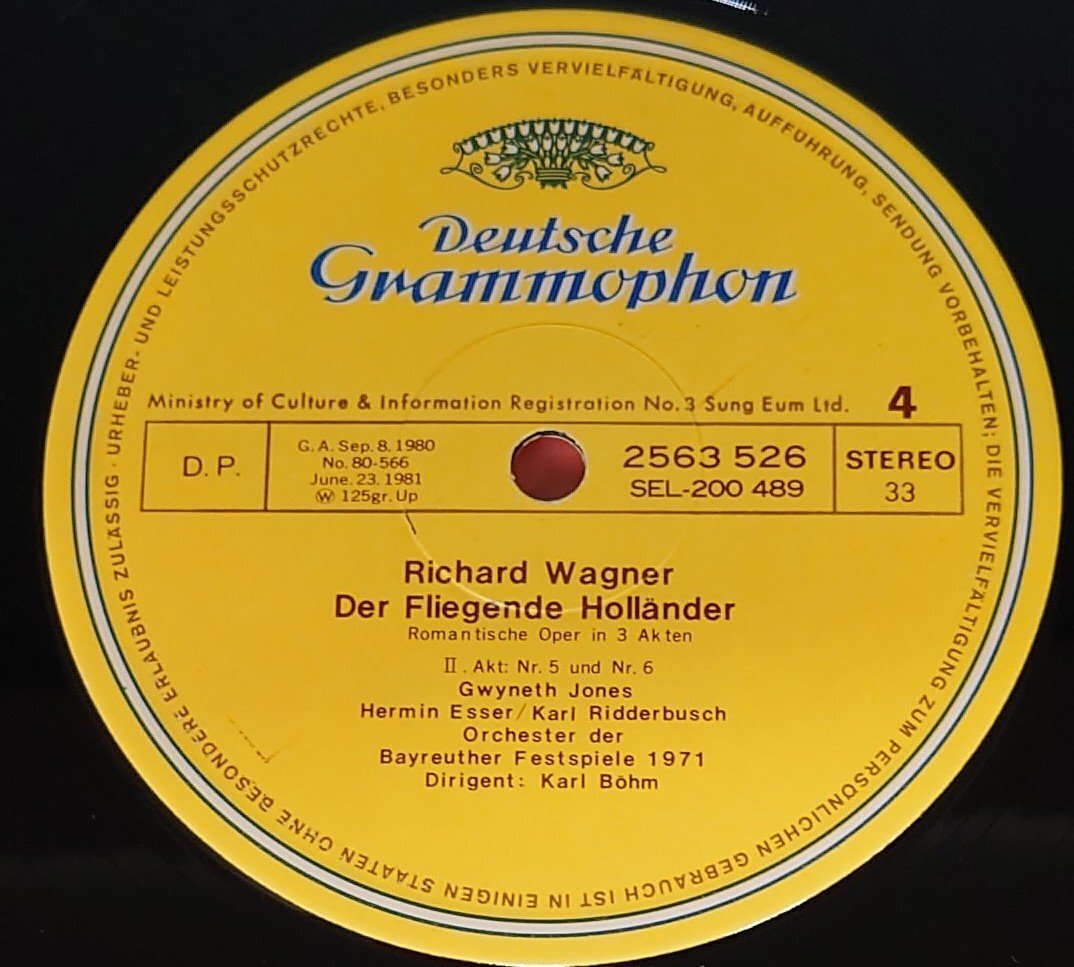 URHEBER- UND LEISTUNGSSCHUTZRECHTE, BESONDERS VERVIELFÄLTIGUNG, AUFFÜHRUNG, SENDUNG VORBEHALTEN; DIE VERVIELFÄLTIGUNG ZUM PERSÖNLICHEN GEBRAUCH IST IN EINIGEN STAATEN OHNE BESONDERE ERLAUBNIS ZULÄSSIG ·
Deutsche
Grammophon
Ministry of Culture & Information Registration No. 3 Sung Eum Ltd. 4
D. P.
G. A. Sep. 8. 1980
No. 80-566
June. 23. 1981
Ⓦ 125gr. Up
2563 526
SEL-200 489
STEREO
33
Richard Wagner
Der Fliegende Holländer
Romantische Oper in 3 Akten
II. Akt: Nr. 5 und Nr. 6
Gwyneth Jones
Hermin Esser/Karl Ridderbusch
Orchester der
Bayreuther Festspiele 1971
Dirigent: Karl Böhm